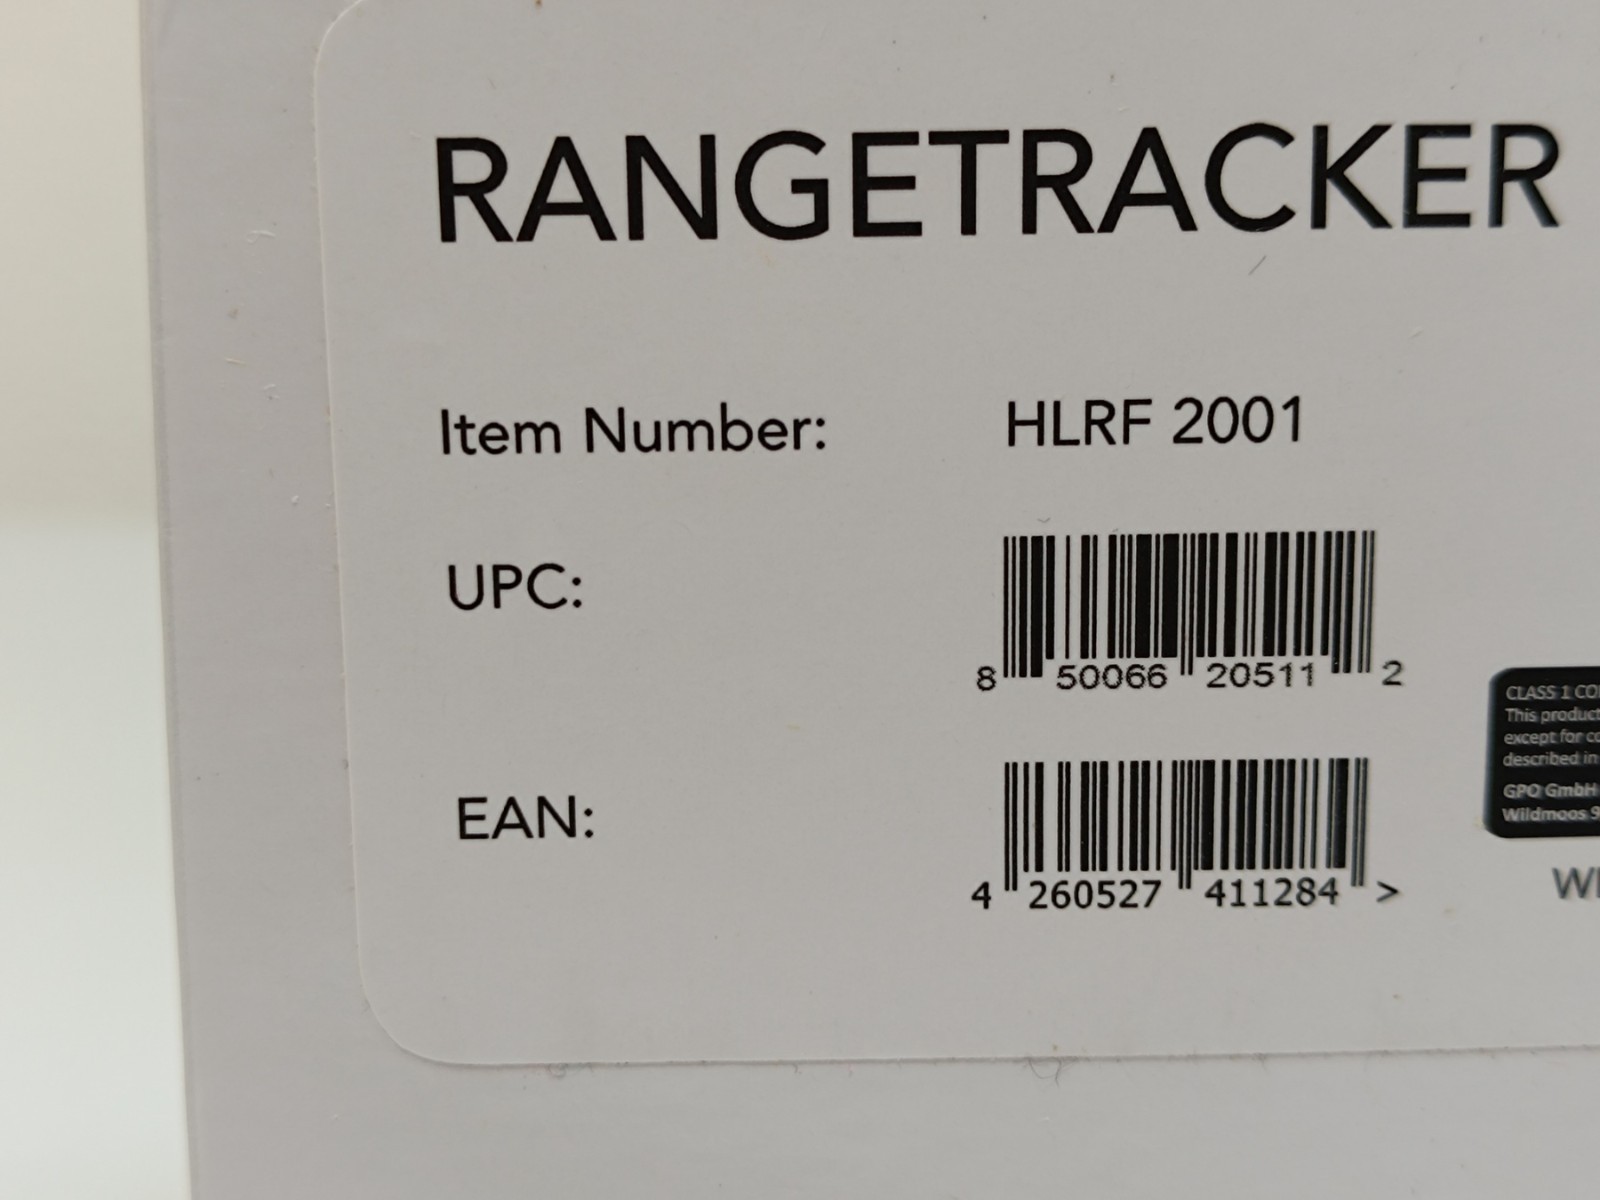 RANGETRACKER
Item Number: HLRF 2001
UPC:
8 50066 20511 2
EAN:
4 260527 411284 >
CLASS 1
This product
except for
described in
GPO GmbH
Wildmoos